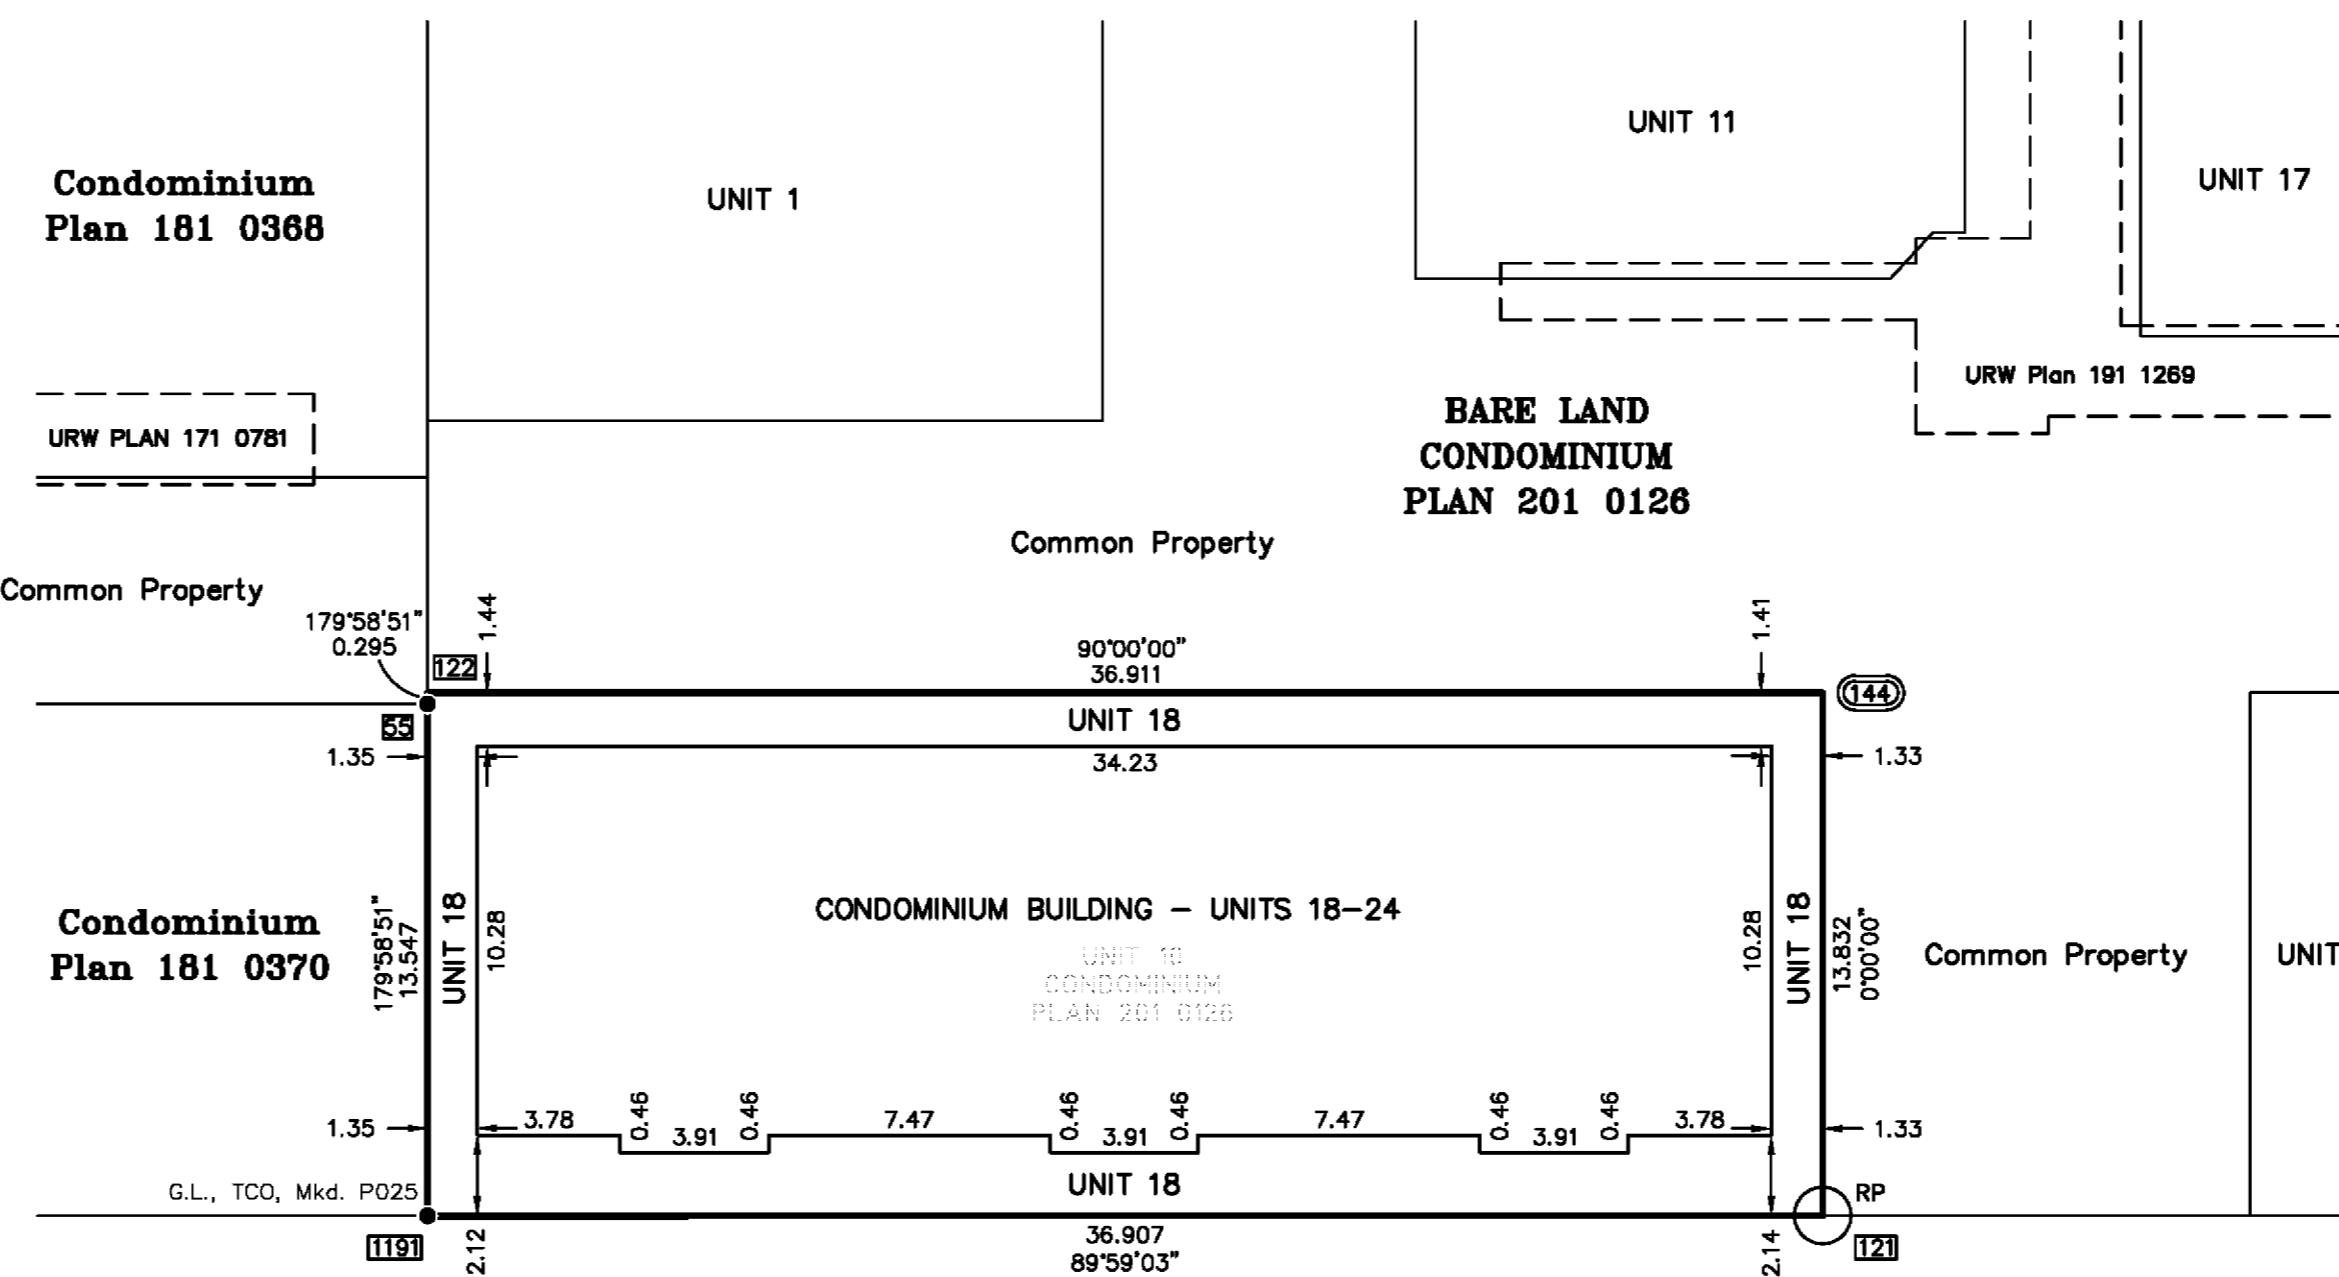 UNIT 11
UNIT 17
Condominium
Plan 181 0368
UNIT 1
URW Plan 191 1269
BARE LAND
CONDOMINIUM
PLAN 201 0126
URW PLAN 171 0781
Common Property
Common Property
179°58'51"
0.295
1.44
1.41
90°00'00"
36.911
122
144
55
UNIT 18
1.35
34.23
1.33
Condominium
Plan 181 0370
179°58'51"
13.547
UNIT 18
10.28
CONDOMINIUM BUILDING – UNITS 18–24
UNIT 10
CONDOMINIUM
PLAN 201 0126
10.28
UNIT 18
13.832
0°00'00"
Common Property
UNIT
1.35
3.78
0.46
3.91
0.46
7.47
0.46
3.91
0.46
7.47
0.46
3.91
0.46
3.78
1.33
G.L., TCO, Mkd. P025
UNIT 18
RP
1191
2.12
36.907
89°59'03"
2.14
121